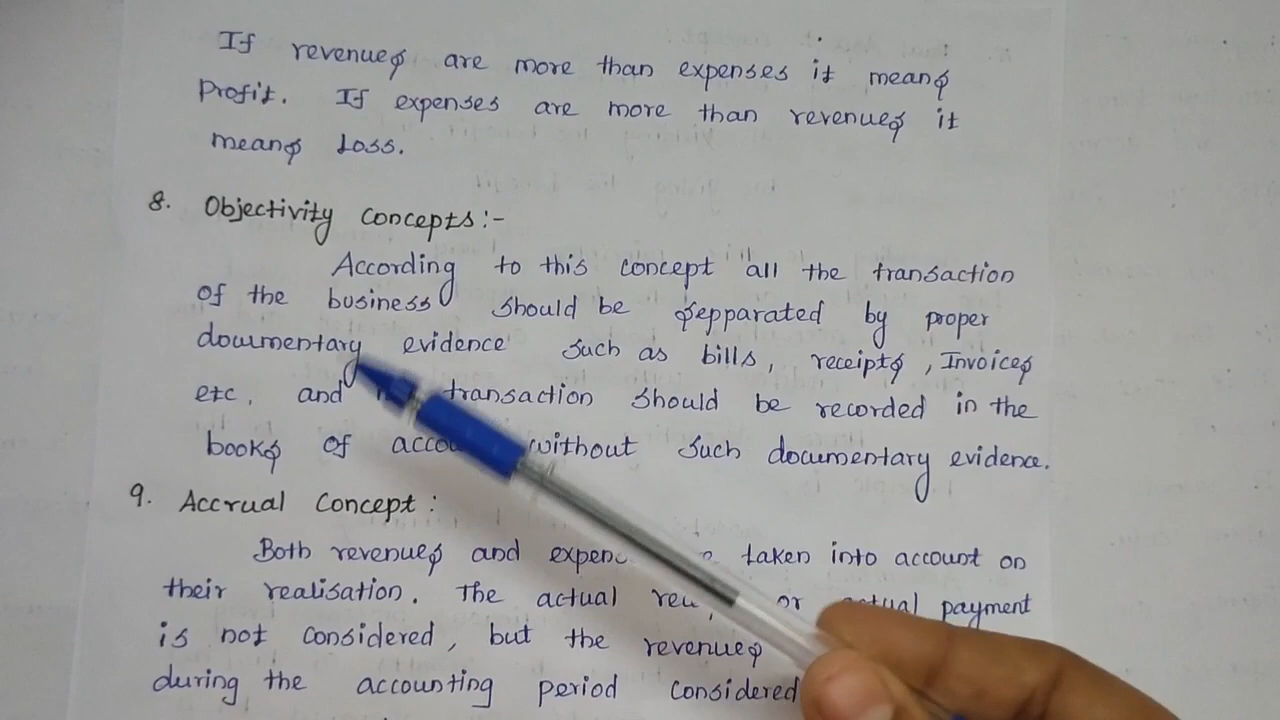 If revenues are more than expenses it means
Profit. If expenses are more than revenues it
means Loss.
8. Objectivity Concepts:-
According to this concept all the transaction
of the business should be sepparated by proper
documentary evidence such as bills, receipts, Invoices
etc. and transaction should be recorded in the
books of without such documentary evidence.
9. Accrual Concept:
Both revenues and taken into account on
their realisation. The actual or payment
is not considered, but the revenues
during the accounting period considered